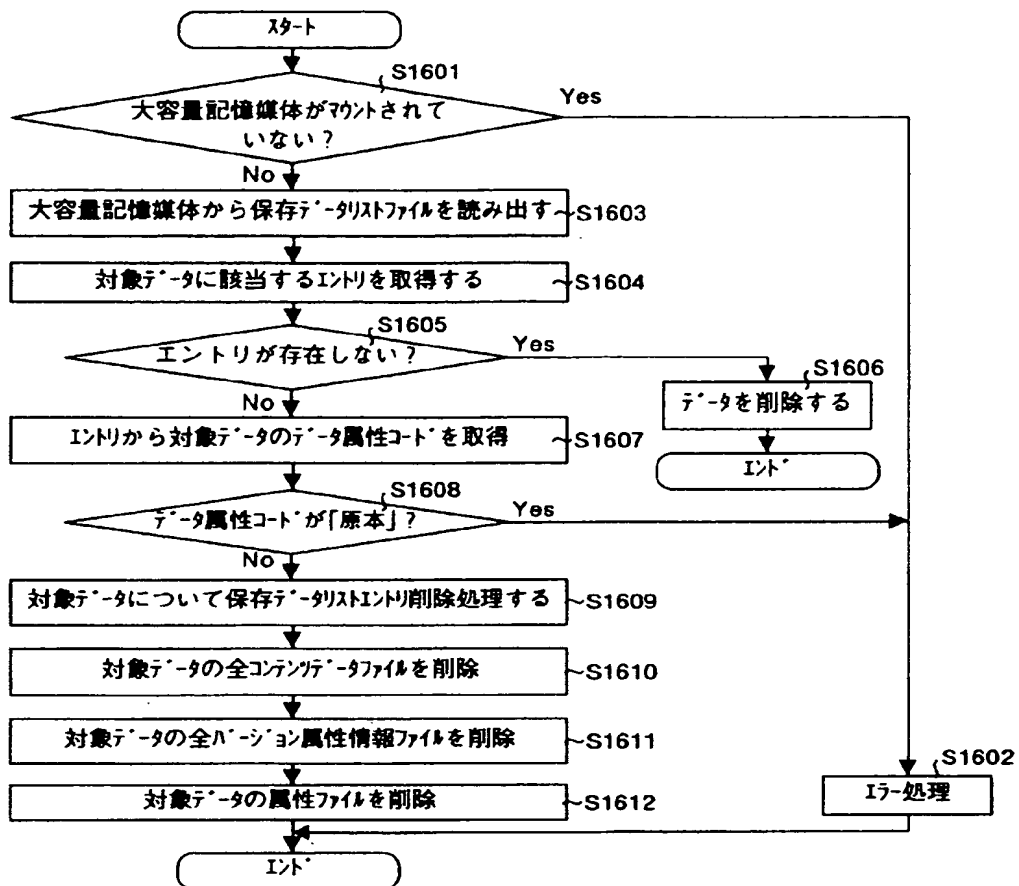 スタート
S1601
大容量記憶媒体がマウントされて
いない?
Yes
No
大容量記憶媒体から保存データリストファイルを読み出す
S1603
対象データに該当するエントリを取得する
S1604
S1605
エントリが存在しない?
Yes
S1606
データを削除する
エンド
No
エントリから対象データのデータ属性コードを取得
S1607
S1608
データ属性コードが「原本」?
Yes
No
対象データについて保存データリストエントリ削除処理する
S1609
対象データの全コンテンツデータファイルを削除
S1610
対象データの全バージョン属性情報ファイルを削除
S1611
S1602
エラー処理
対象データの属性ファイルを削除
S1612
エンド